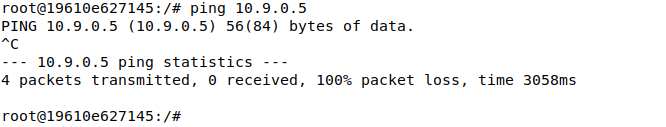 root@19610e627145:/# ping 10.9.0.5
PING 10.9.0.5 (10.9.0.5) 56(84) bytes of data.
^C
--- 10.9.0.5 ping statistics ---
4 packets transmitted, 0 received, 100% packet loss, time 3058ms
root@19610e627145:/#